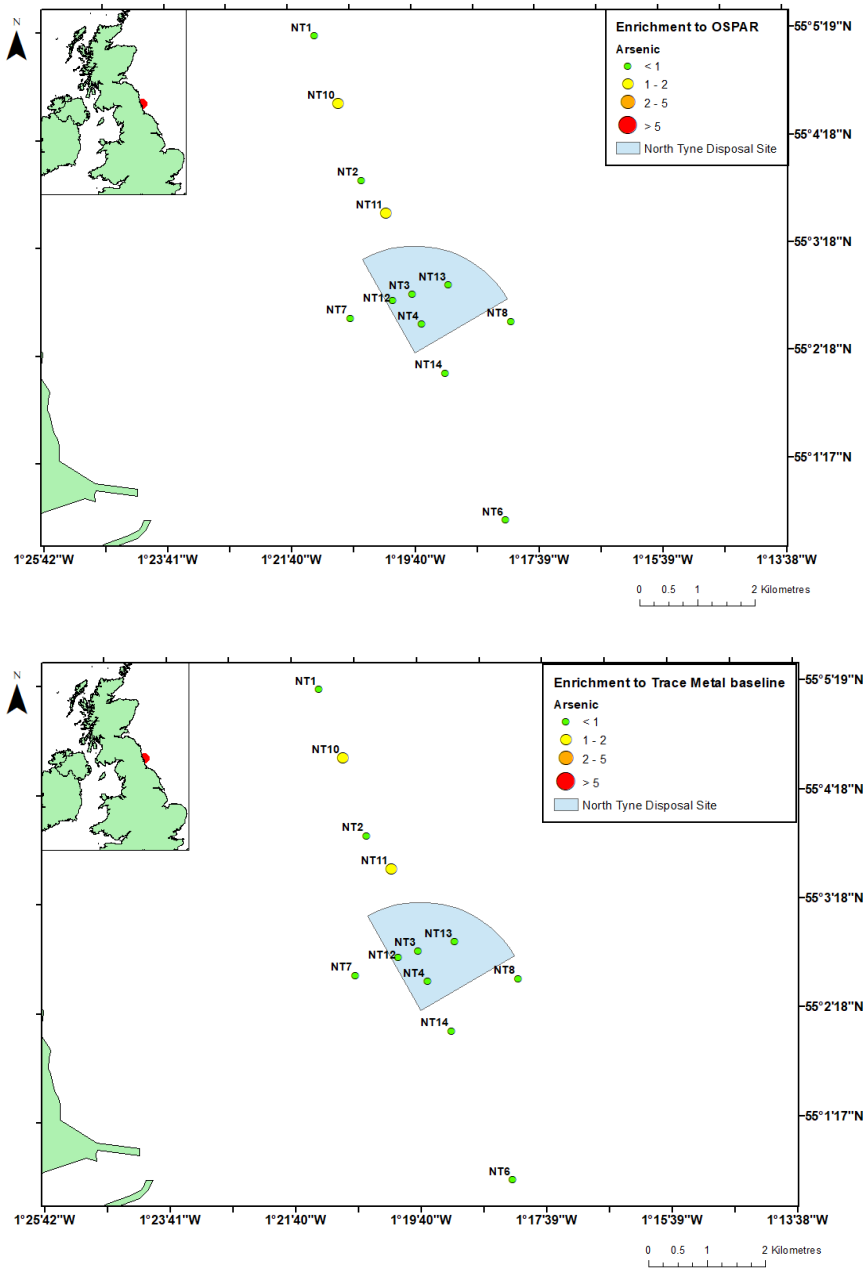 N
NT1
NT10
NT2
NT11
NT13
NT3
NT12
NT7
NT4
NT8
NT14
NT6
Enrichment to OSPAR
Arsenic
< 1
1 - 2
2 - 5
> 5
North Tyne Disposal Site
55°5'19"N
55°4'18"N
55°3'18"N
55°2'18"N
55°1'17"N
1°25'42"W 1°23'41"W 1°21'40"W 1°19'40"W 1°17'39"W 1°15'39"W 1°13'38"W
0 0.5 1 2 Kilometres
N
NT1
NT10
NT2
NT11
NT13
NT3
NT12
NT7
NT4
NT8
NT14
NT6
Enrichment to Trace Metal baseline
Arsenic
< 1
1 - 2
2 - 5
> 5
North Tyne Disposal Site
55°5'19"N
55°4'18"N
55°3'18"N
55°2'18"N
55°1'17"N
1°25'42"W 1°23'41"W 1°21'40"W 1°19'40"W 1°17'39"W 1°15'39"W 1°13'38"W
0 0.5 1 2 Kilometres